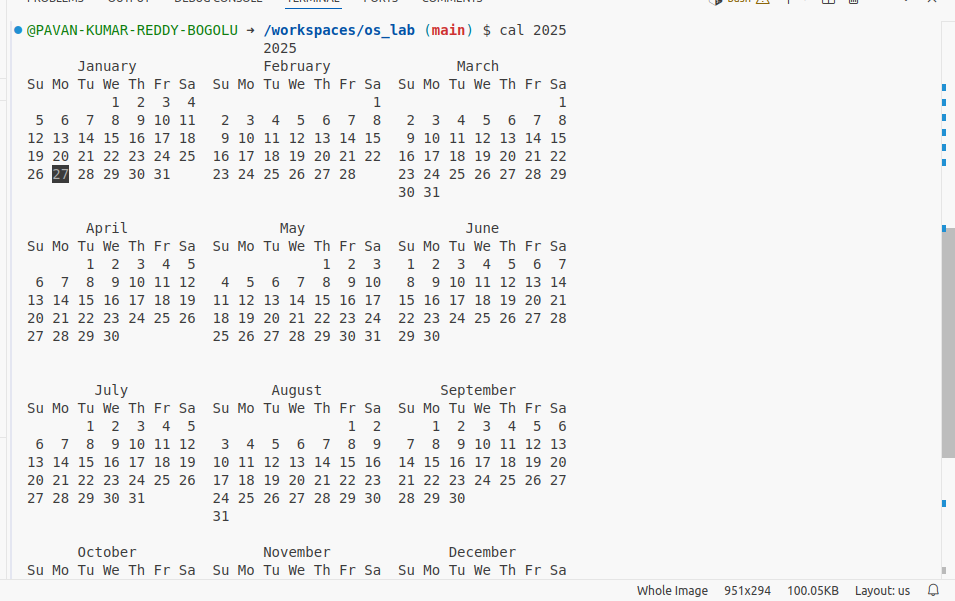 PROBLEMS OUTPUT DEBUG CONSOLE TERMINAL PORTS COMMENTS bash
@PAVAN-KUMAR-REDDY-BOGOLU → /workspaces/os_lab (main) $ cal 2025
                            2025
      January               February               March
Su Mo Tu We Th Fr Sa  Su Mo Tu We Th Fr Sa  Su Mo Tu We Th Fr Sa
          1  2  3  4                     1                     1
 5  6  7  8  9 10 11   2  3  4  5  6  7  8   2  3  4  5  6  7  8
12 13 14 15 16 17 18   9 10 11 12 13 14 15   9 10 11 12 13 14 15
19 20 21 22 23 24 25  16 17 18 19 20 21 22  16 17 18 19 20 21 22
26 27 28 29 30 31     23 24 25 26 27 28     23 24 25 26 27 28 29
                                            30 31
       April                  May                   June
Su Mo Tu We Th Fr Sa  Su Mo Tu We Th Fr Sa  Su Mo Tu We Th Fr Sa
       1  2  3  4  5               1  2  3   1  2  3  4  5  6  7
 6  7  8  9 10 11 12   4  5  6  7  8  9 10   8  9 10 11 12 13 14
13 14 15 16 17 18 19  11 12 13 14 15 16 17  15 16 17 18 19 20 21
20 21 22 23 24 25 26  18 19 20 21 22 23 24  22 23 24 25 26 27 28
27 28 29 30           25 26 27 28 29 30 31  29 30
        July                 August              September
Su Mo Tu We Th Fr Sa  Su Mo Tu We Th Fr Sa  Su Mo Tu We Th Fr Sa
       1  2  3  4  5                  1  2      1  2  3  4  5  6
 6  7  8  9 10 11 12   3  4  5  6  7  8  9   7  8  9 10 11 12 13
13 14 15 16 17 18 19  10 11 12 13 14 15 16  14 15 16 17 18 19 20
20 21 22 23 24 25 26  17 18 19 20 21 22 23  21 22 23 24 25 26 27
27 28 29 30 31        24 25 26 27 28 29 30  28 29 30
                      31
      October               November              December
Su Mo Tu We Th Fr Sa  Su Mo Tu We Th Fr Sa  Su Mo Tu We Th Fr Sa
Whole Image 951x294 100.05KB Layout: us